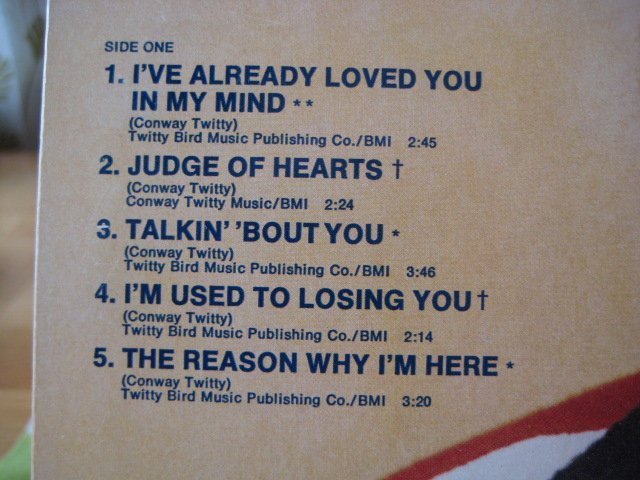 SIDE ONE
1. I'VE ALREADY LOVED YOU
IN MY MIND **
(Conway Twitty)
Twitty Bird Music Publishing Co./BMI 2:45
2. JUDGE OF HEARTS †
(Conway Twitty)
Conway Twitty Music/BMI 2:24
3. TALKIN' 'BOUT YOU *
(Conway Twitty)
Twitty Bird Music Publishing Co./BMI 3:46
4. I'M USED TO LOSING YOU †
(Conway Twitty)
Twitty Bird Music Publishing Co./BMI 2:14
5. THE REASON WHY I'M HERE *
(Conway Twitty)
Twitty Bird Music Publishing Co./BMI 3:20